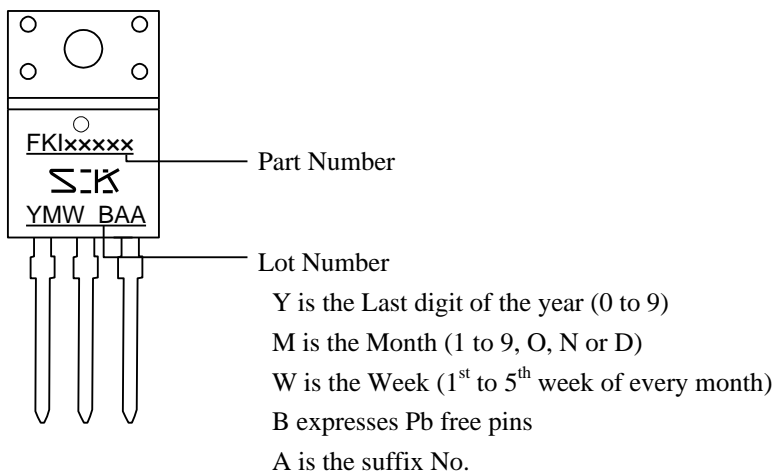 FKIxxxxx
Part Number
SK
YMW BAA
Lot Number
Y is the Last digit of the year (0 to 9)
M is the Month (1 to 9, O, N or D)
W is the Week (1st to 5th week of every month)
B expresses Pb free pins
A is the suffix No.